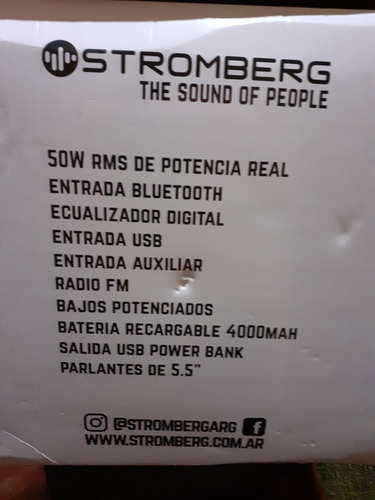 STROMBERG
THE SOUND OF PEOPLE
50W RMS DE POTENCIA REAL
ENTRADA BLUETOOTH
ECUALIZADOR DIGITAL
ENTRADA USB
ENTRADA AUXILIAR
RADIO FM
BAJOS POTENCIADOS
BATERIA RECARGABLE 4000MAH
SALIDA USB POWER BANK
PARLANTES DE 5.5"
@STROMBERGARG
WWW.STROMBERG.COM.AR